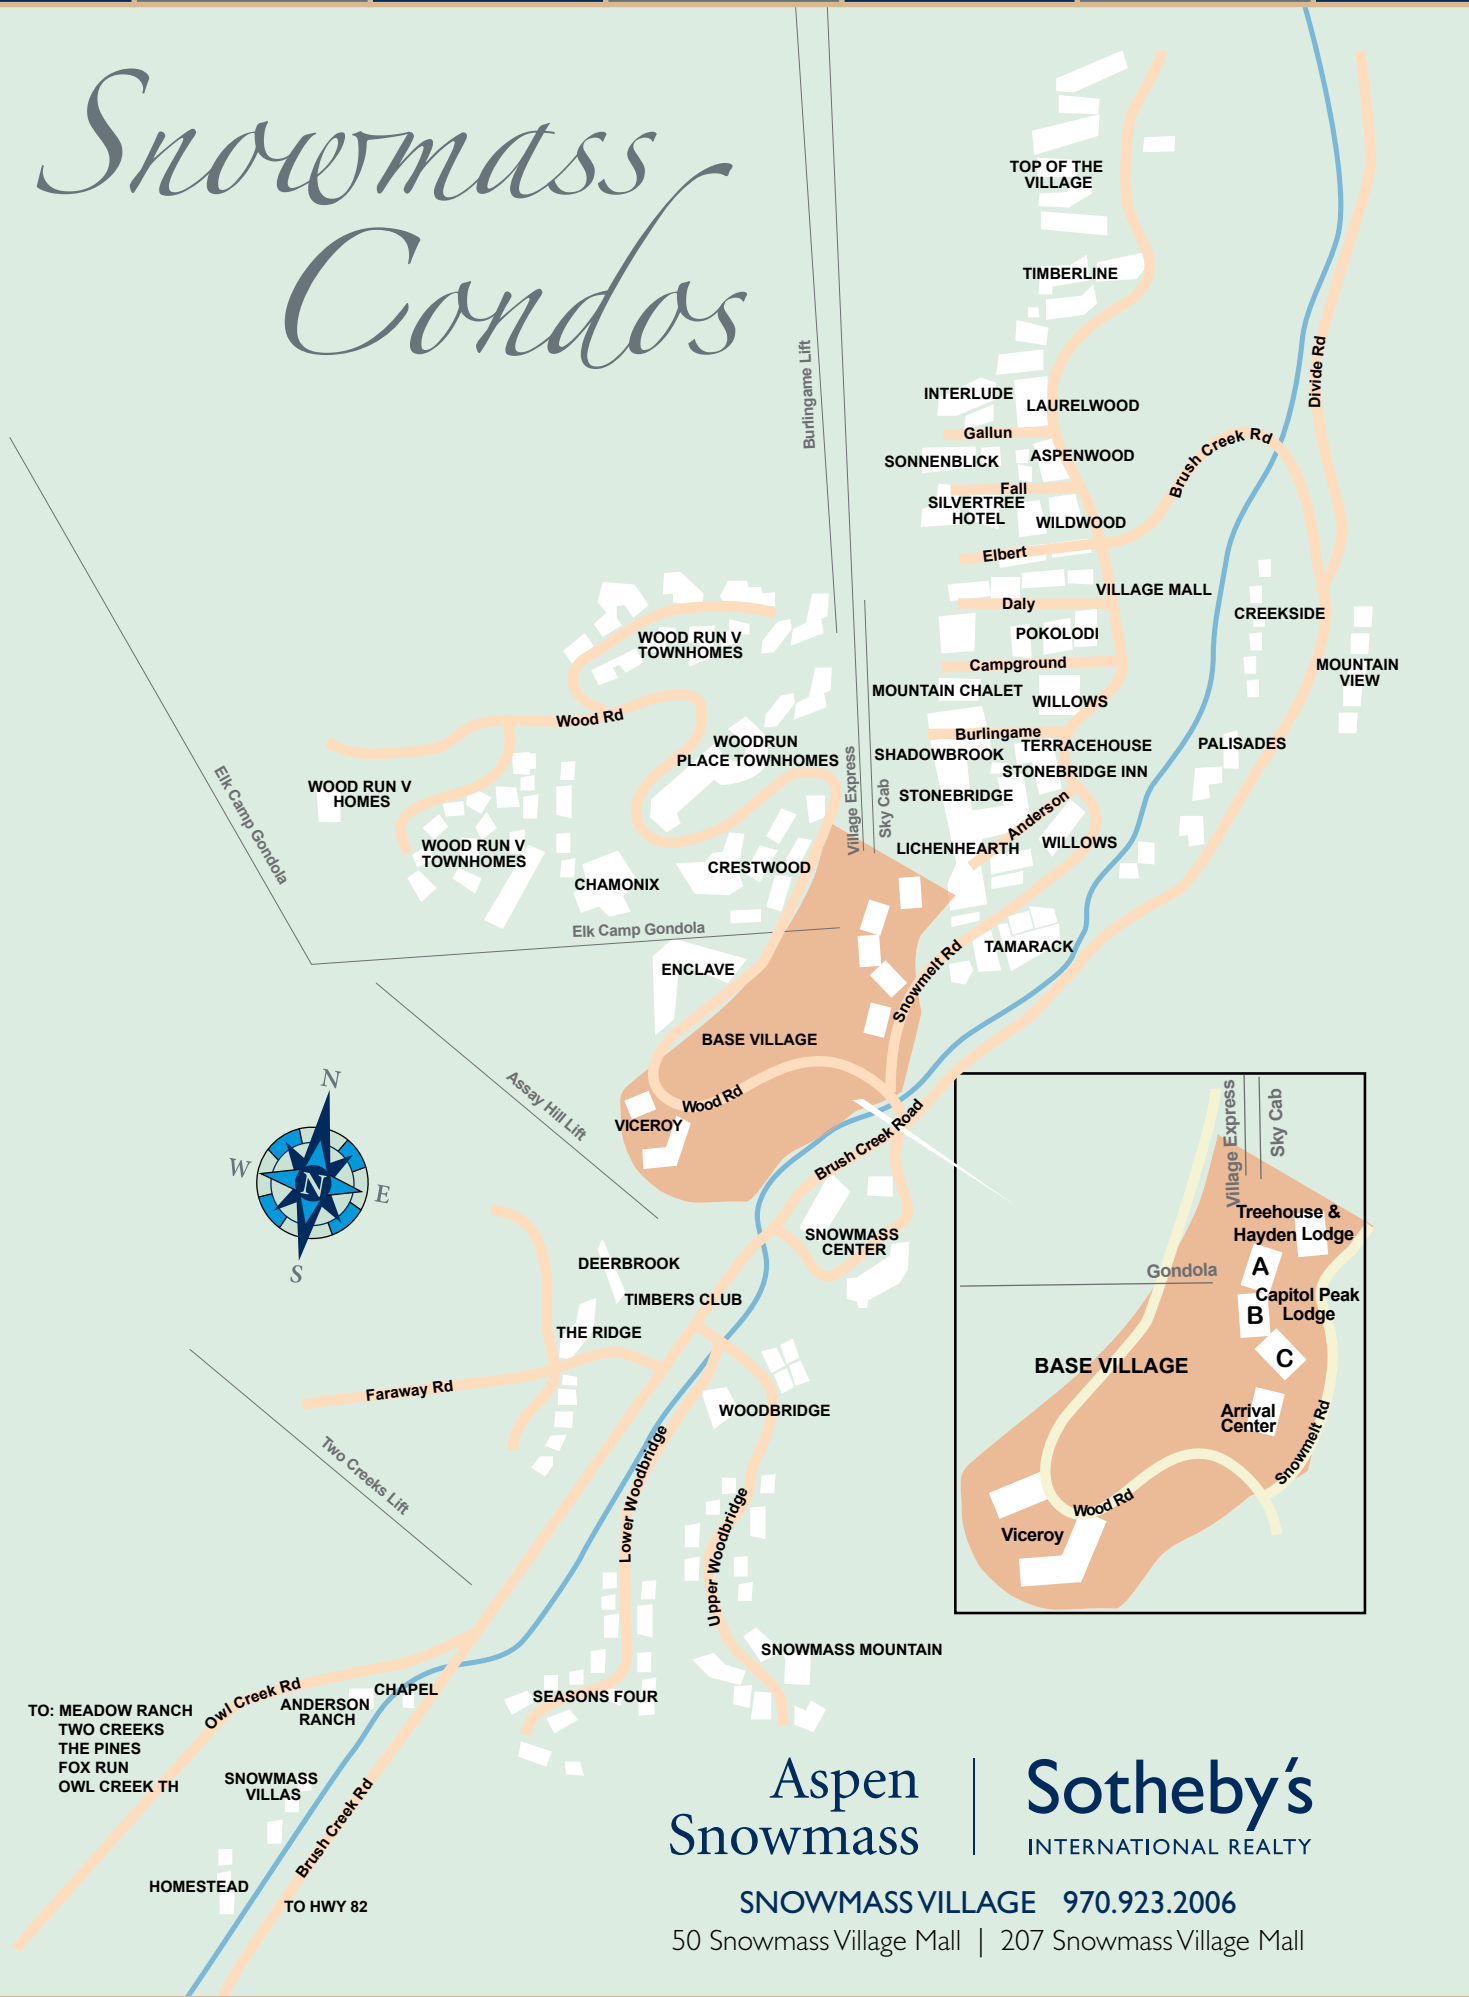 Snowmass
Condos
TOP OF THE
VILLAGE
TIMBERLINE
Burlingame Lift
Divide Rd
INTERLUDE
LAURELWOOD
Gallun
Brush Creek Rd
SONNENBLICK
ASPENWOOD
Fall
SILVERTREE
HOTEL
WILDWOOD
Elbert
VILLAGE MALL
Daly
CREEKSIDE
POKOLODI
WOOD RUN V
TOWNHOMES
Campground
MOUNTAIN
VIEW
MOUNTAIN CHALET
WILLOWS
Wood Rd
Burlingame
WOODRUN
PLACE TOWNHOMES
SHADOWBROOK
TERRACEHOUSE
PALISADES
STONEBRIDGE INN
Village Express
Sky Cab
Elk Camp Gondola
WOOD RUN V
HOMES
STONEBRIDGE
Anderson
WOOD RUN V
TOWNHOMES
LICHENHEARTH
WILLOWS
CRESTWOOD
CHAMONIX
Elk Camp Gondola
TAMARACK
ENCLAVE
Snowmelt Rd
BASE VILLAGE
Wood Rd
VICEROY
Assay Hill Lift
Brush Creek Road
N
W
N
E
S
SNOWMASS
CENTER
DEERBROOK
TIMBERS CLUB
THE RIDGE
Faraway Rd
WOODBRIDGE
Two Creeks Lift
Lower Woodbridge
Upper Woodbridge
Village Express
Sky Cab
Treehouse &
Hayden Lodge
Gondola
A
Capitol Peak
Lodge
B
C
BASE VILLAGE
Arrival
Center
Snowmelt Rd
Wood Rd
Viceroy
SNOWMASS MOUNTAIN
SEASONS FOUR
CHAPEL
Owl Creek Rd
ANDERSON
RANCH
TO: MEADOW RANCH
TWO CREEKS
THE PINES
FOX RUN
OWL CREEK TH
SNOWMASS
VILLAS
Brush Creek Rd
HOMESTEAD
TO HWY 82
Aspen
Snowmass
Sotheby's
INTERNATIONAL REALTY
SNOWMASS VILLAGE 970.923.2006
50 Snowmass Village Mall | 207 Snowmass Village Mall